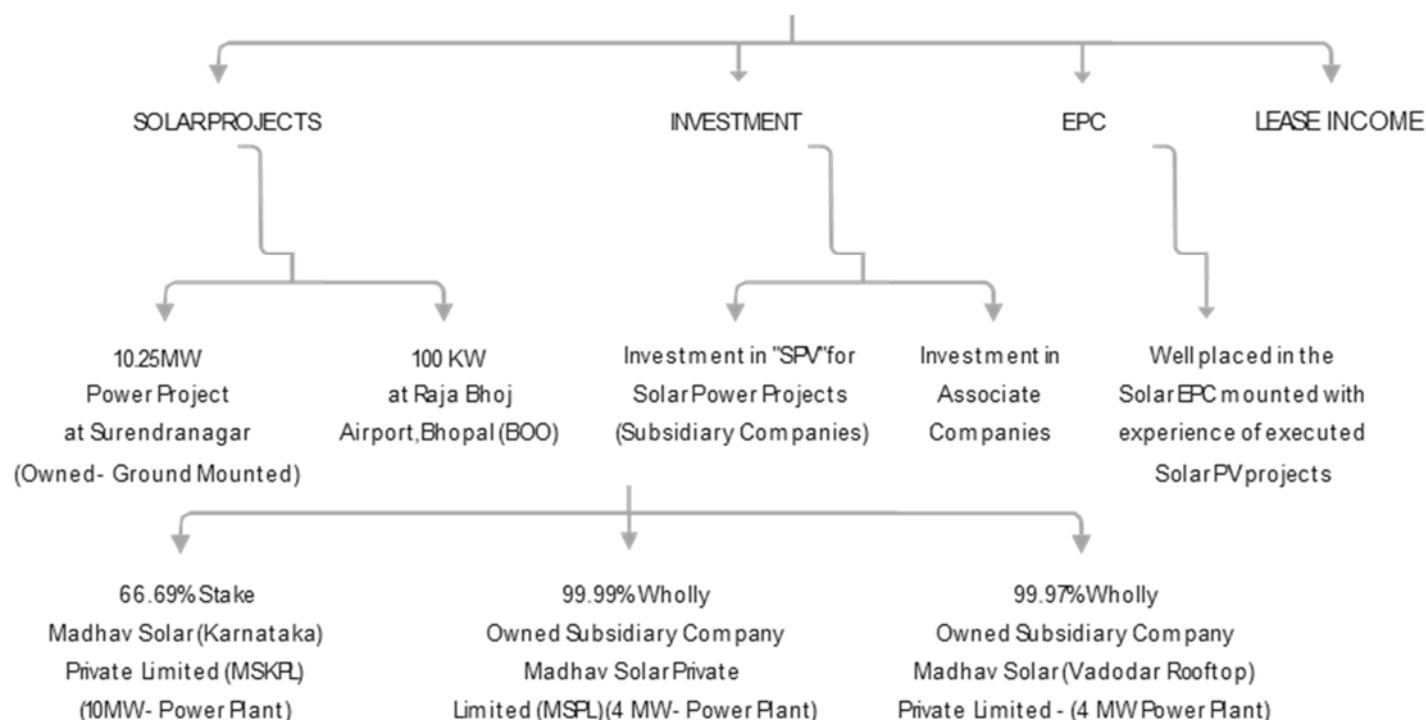 SOLAR PROJECTS
INVESTMENT
EPC
LEASE INCOME
10.25MW
Power Project
at Surendranagar
(Owned- Ground Mounted)
100 KW
at Raja Bhoj
Airport,Bhopal (BOO)
Investment in "SPV" for
Solar Power Projects
(Subsidiary Companies)
Investment in
Associate
Companies
Well placed in the
Solar EPC mounted with
experience of executed
Solar PV projects
66.69% Stake
Madhav Solar (Karnataka)
Private Limited (MSKPL)
(10MW- Power Plant)
99.99% Wholly
Owned Subsidiary Company
Madhav Solar Private
Limited (MSPL) (4 MW- Power Plant)
99.97% Wholly
Owned Subsidiary Company
Madhav Solar (Vadodar Rooftop)
Private Limited - (4 MW Power Plant)